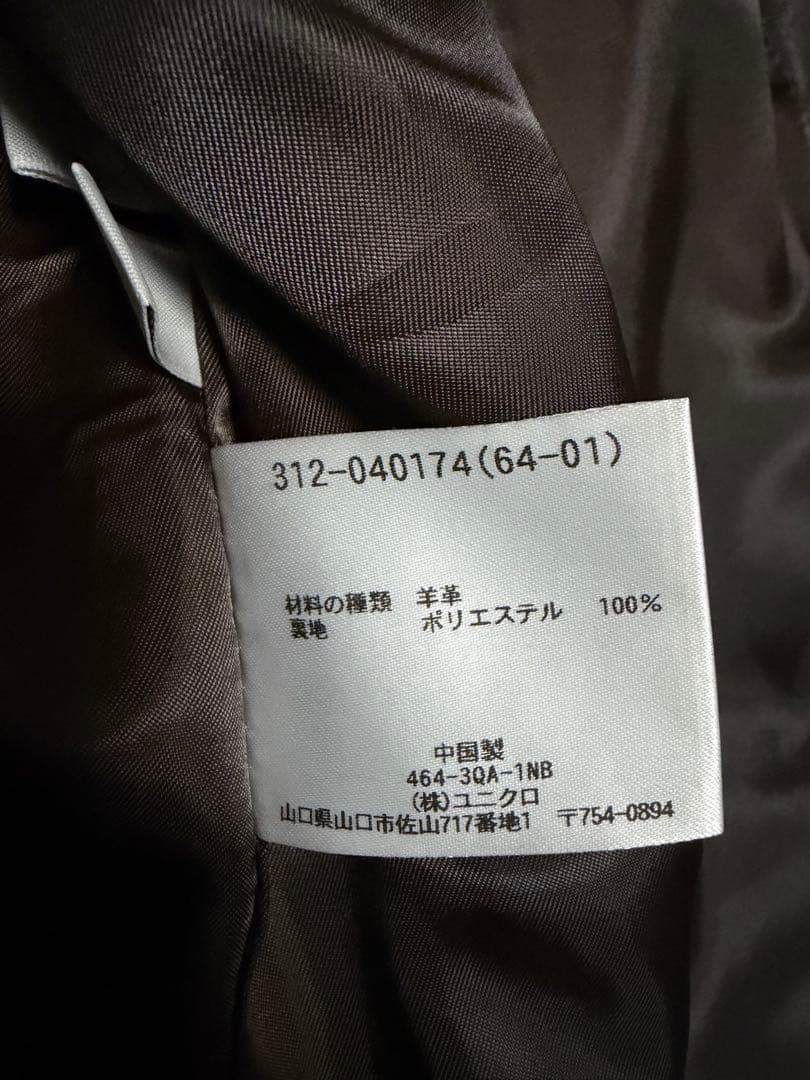 312-040174(64-01)
材料の種類 羊革
裏地 ポリエステル 100%
中国製
464-3QA-1NB
(株)ユニクロ
山口県山口市佐山717番地1 〒754-0894